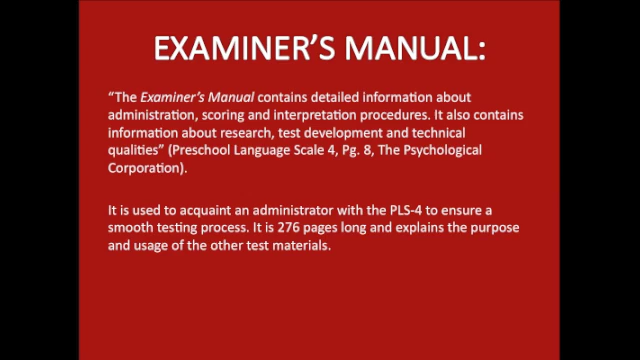 EXAMINER’S MANUAL:
“The Examiner’s Manual contains detailed information about
administration, scoring and interpretation procedures. It also contains
information about research, test development and technical
qualities” (Preschool Language Scale 4, Pg. 8, The Psychological
Corporation).
It is used to acquaint an administrator with the PLS-4 to ensure a
smooth testing process. It is 276 pages long and explains the purpose
and usage of the other test materials.